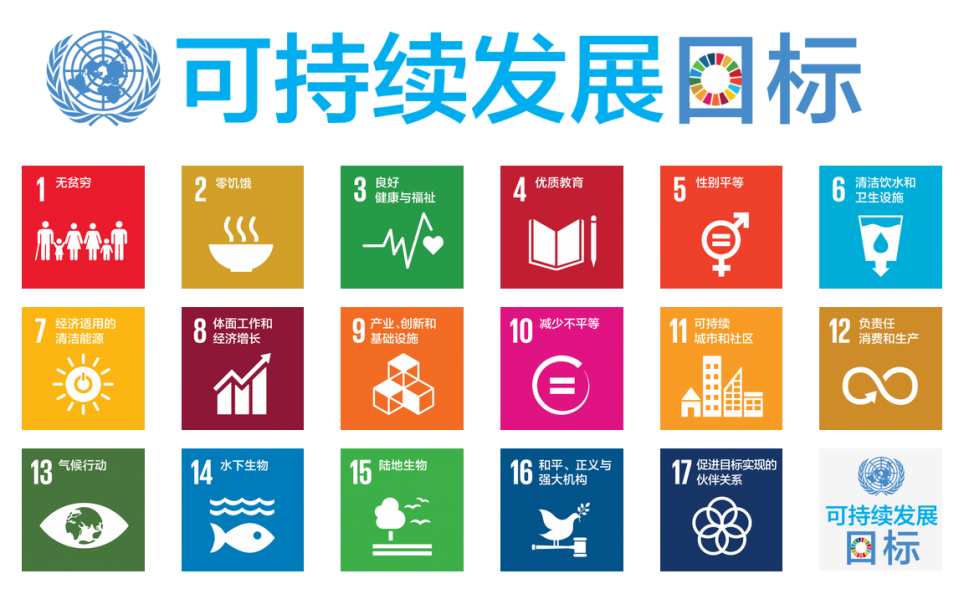 可持续发展目标
1 无贫穷
2 零饥饿
3 良好
健康与福祉
4 优质教育
5 性别平等
6 清洁饮水和
卫生设施
7 经济适用的
清洁能源
8 体面工作和
经济增长
9 产业、创新和
基础设施
10 减少不平等
11 可持续
城市和社区
12 负责任
消费和生产
13 气候行动
14 水下生物
15 陆地生物
16 和平、正义与
强大机构
17 促进目标实现的
伙伴关系
可持续发展
目标